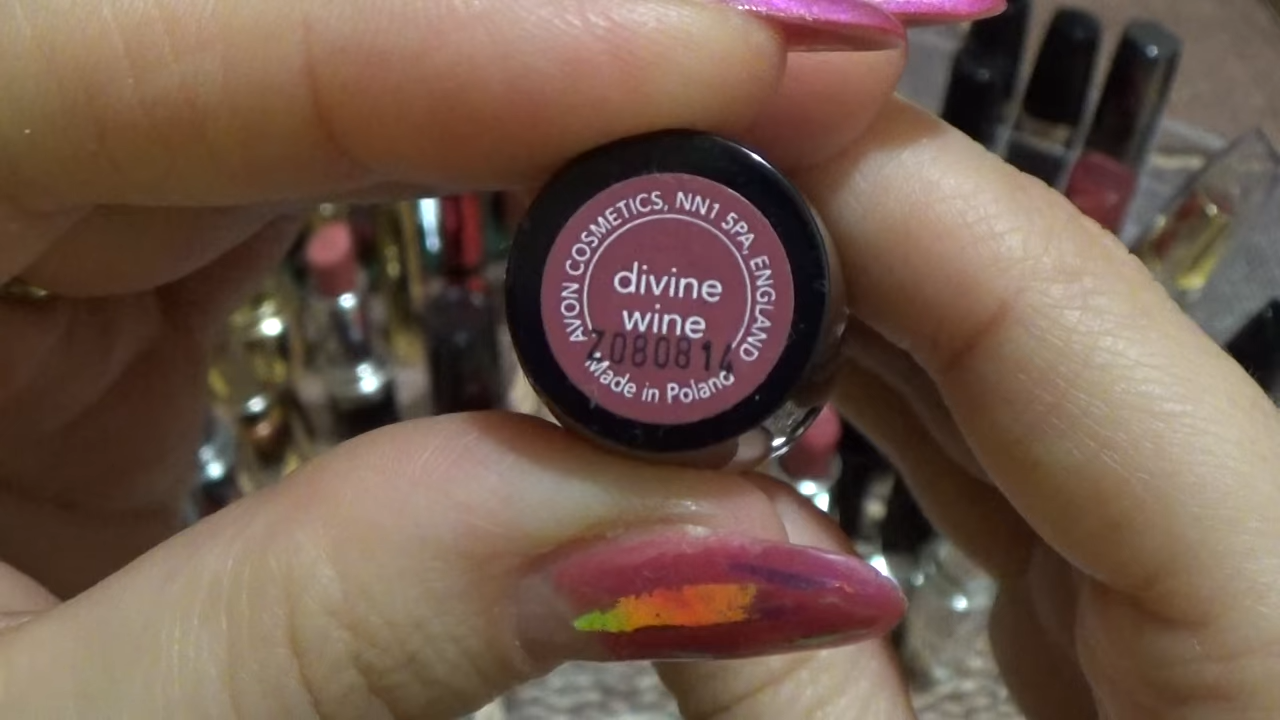 AVON COSMETICS, NN1 5PA, ENGLAND
divine
wine
Z080814
Made in Poland